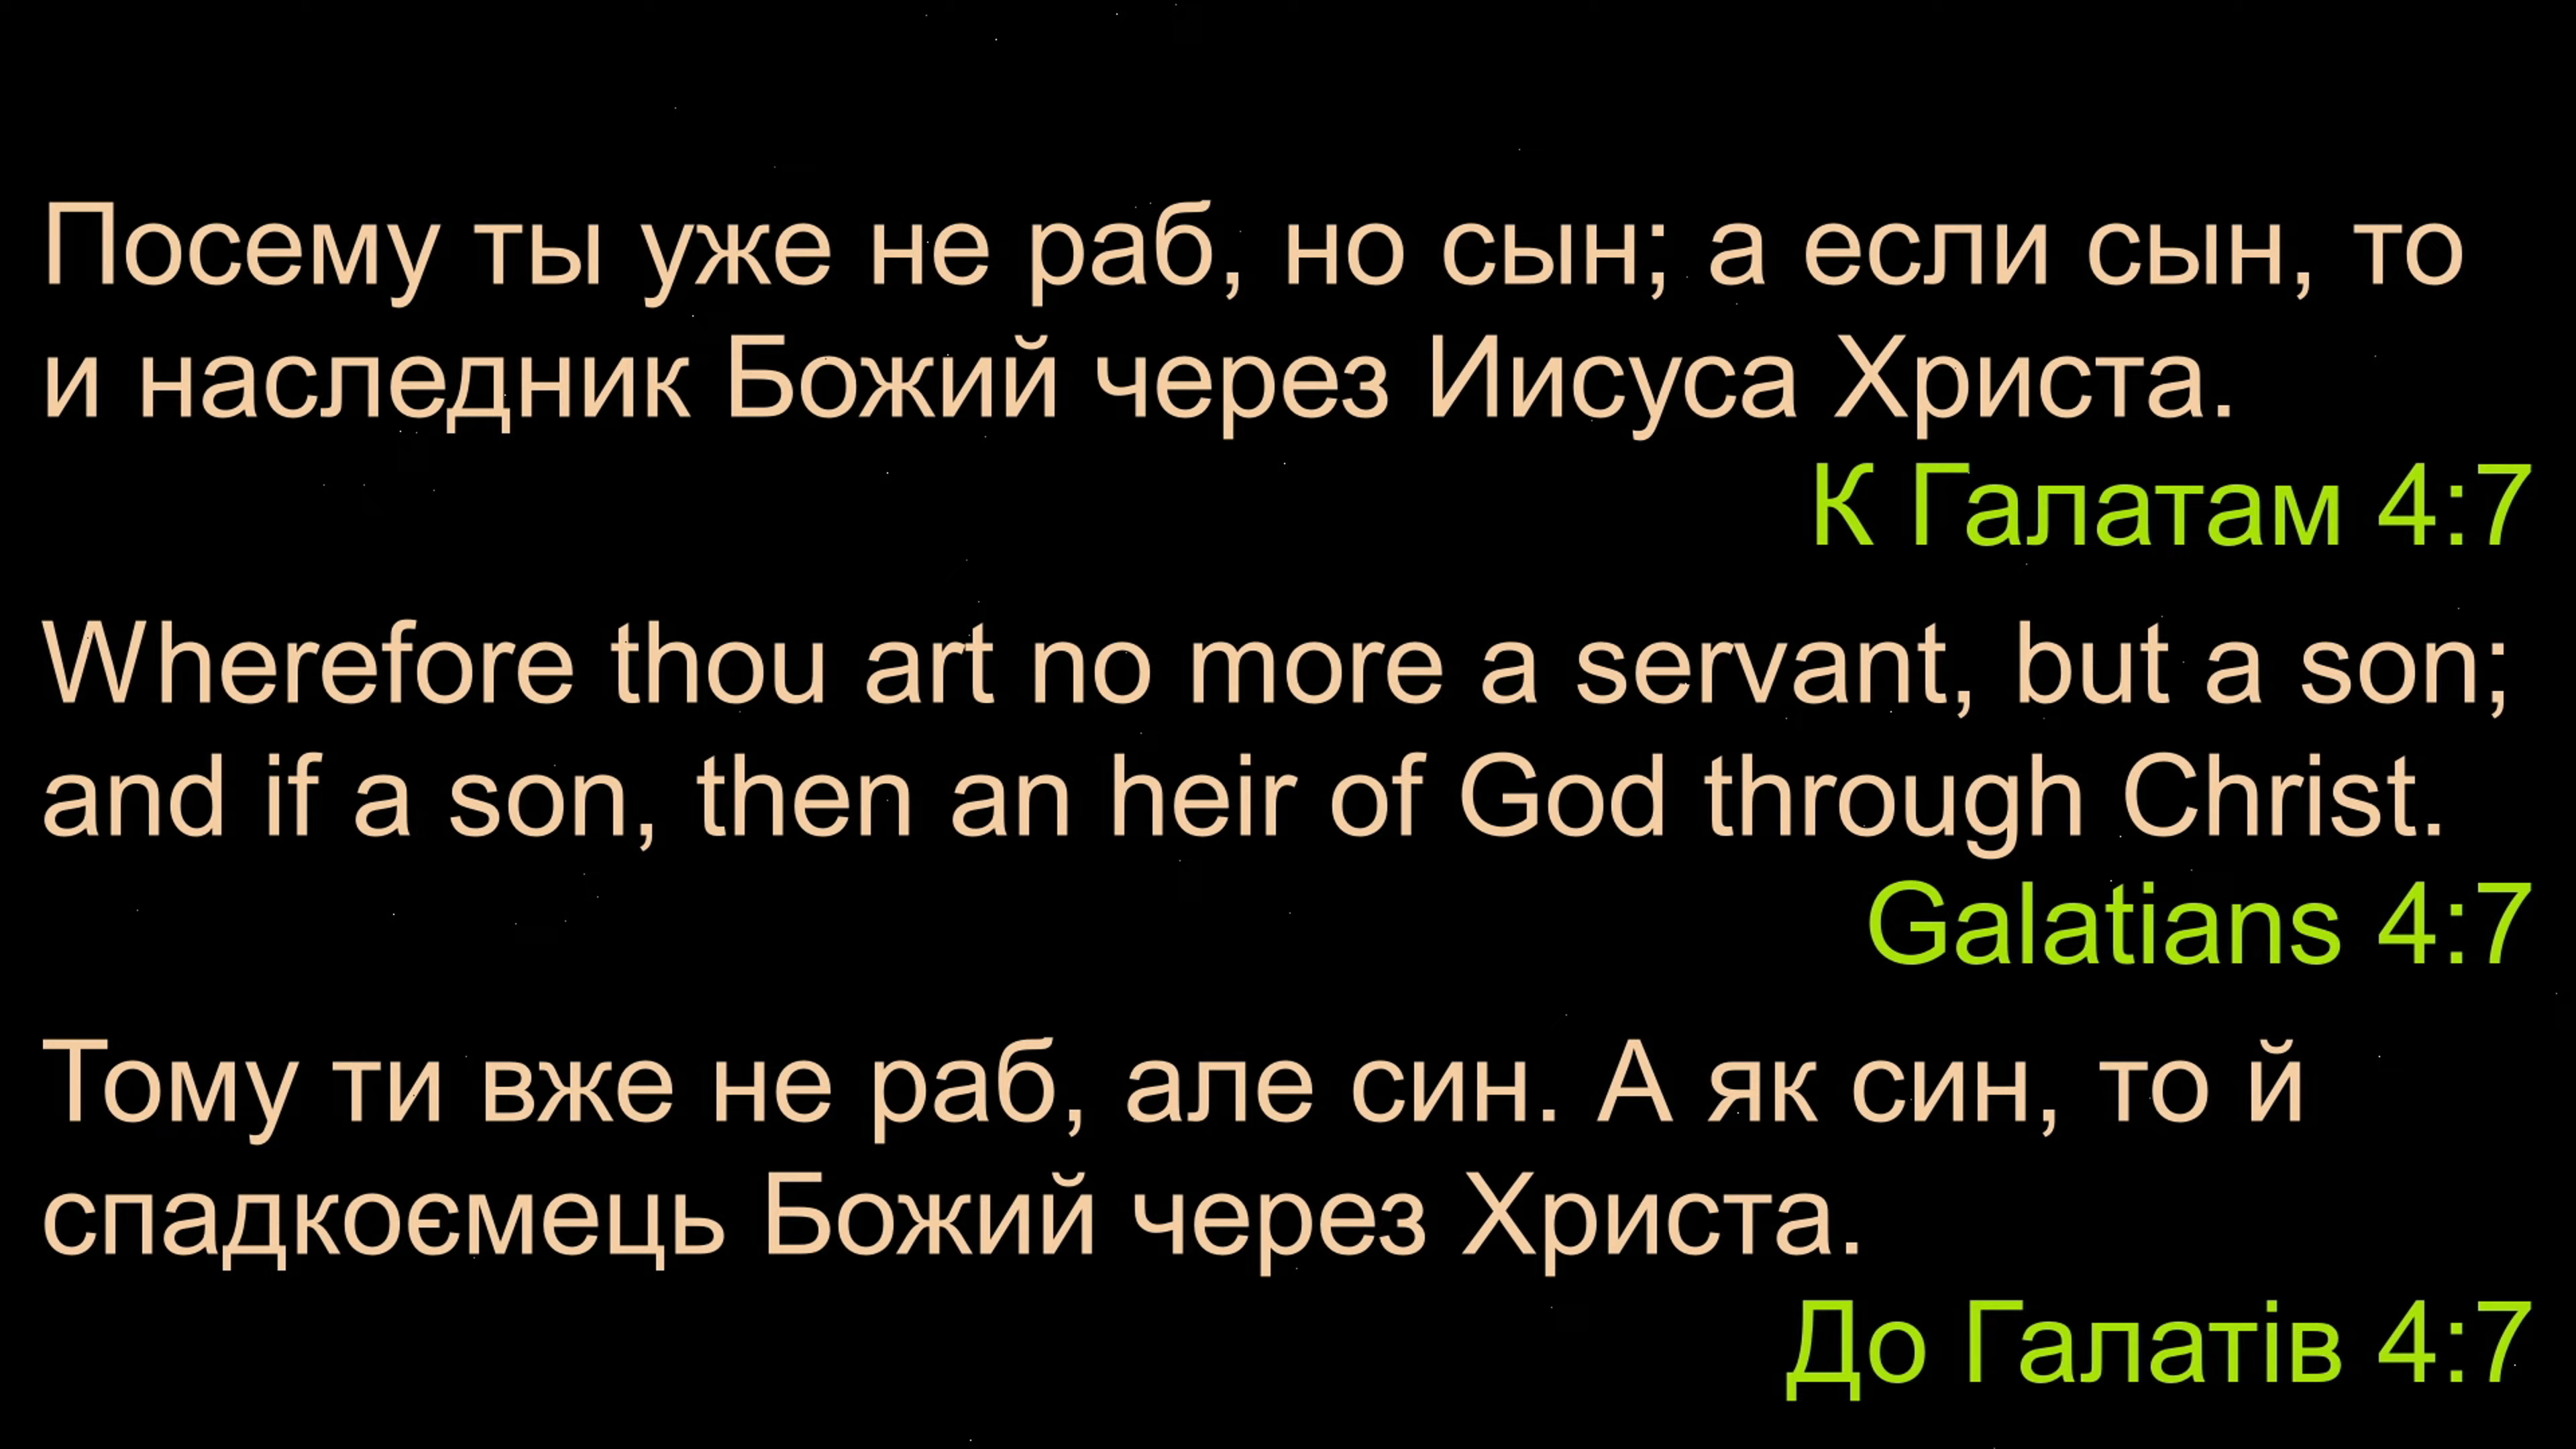 Посему ты уже не раб, но сын; а если сын, то
и наследник Божий через Иисуса Христа.
К Галатам 4:7
Wherefore thou art no more a servant, but a son;
and if a son, then an heir of God through Christ.
Galatians 4:7
Тому ти вже не раб, але син. А як син, то й
спадкоємець Божий через Христа.
До Галатів 4:7